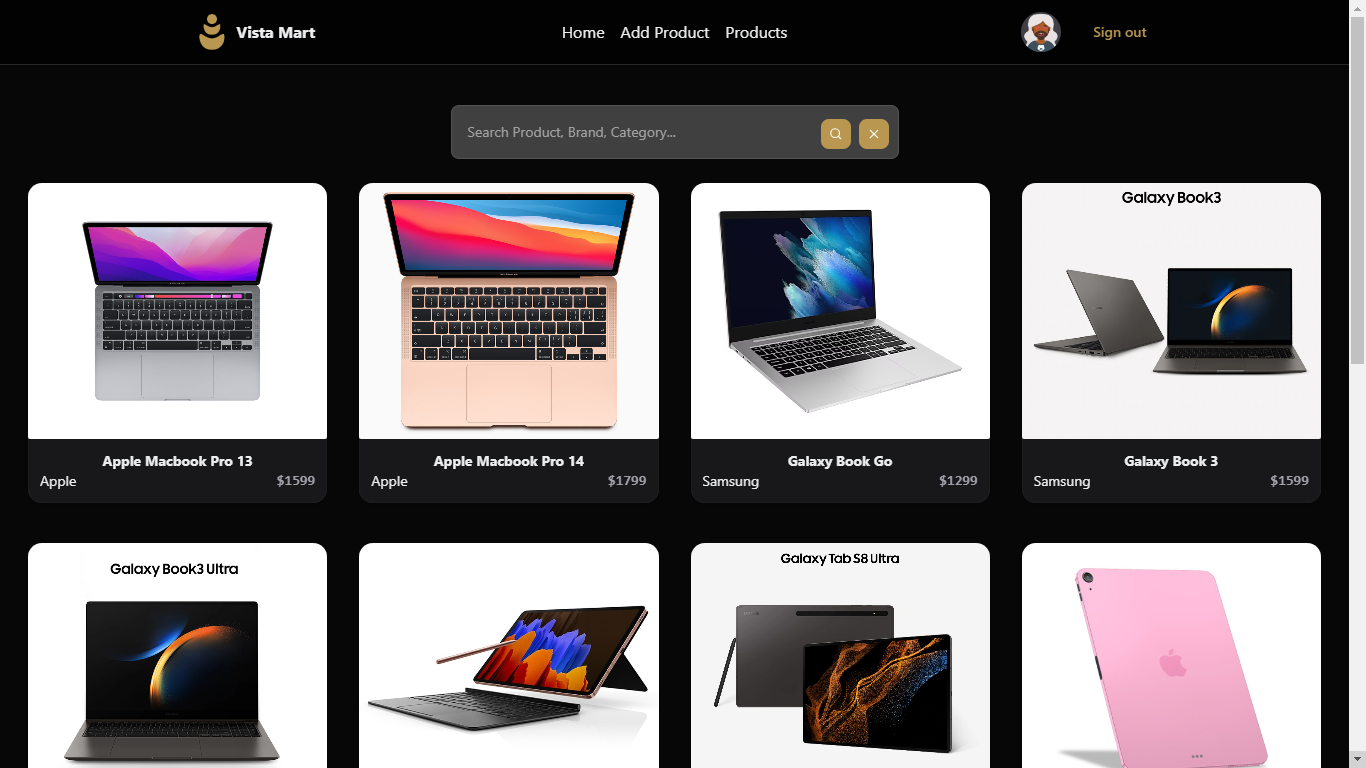 Vista Mart
Home Add Product Products
Sign out
Search Product, Brand, Category...
Galaxy Book3
Apple Macbook Pro 13
Apple $1599
Apple Macbook Pro 14
Apple $1799
Galaxy Book Go
Samsung $1299
Galaxy Book 3
Samsung $1599
Galaxy Book3 Ultra
Galaxy Tab S8 Ultra